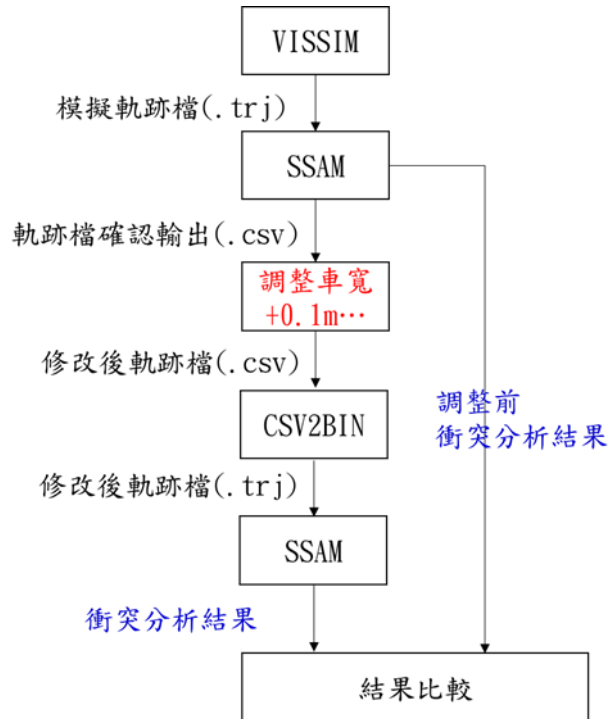 VISSIM
模擬軌跡檔(.trj)
SSAM
軌跡檔確認輸出(.csv)
調整車寬
+0.1m…
修改後軌跡檔(.csv)
調整前
衝突分析結果
CSV2BIN
修改後軌跡檔(.trj)
SSAM
衝突分析結果
結果比較